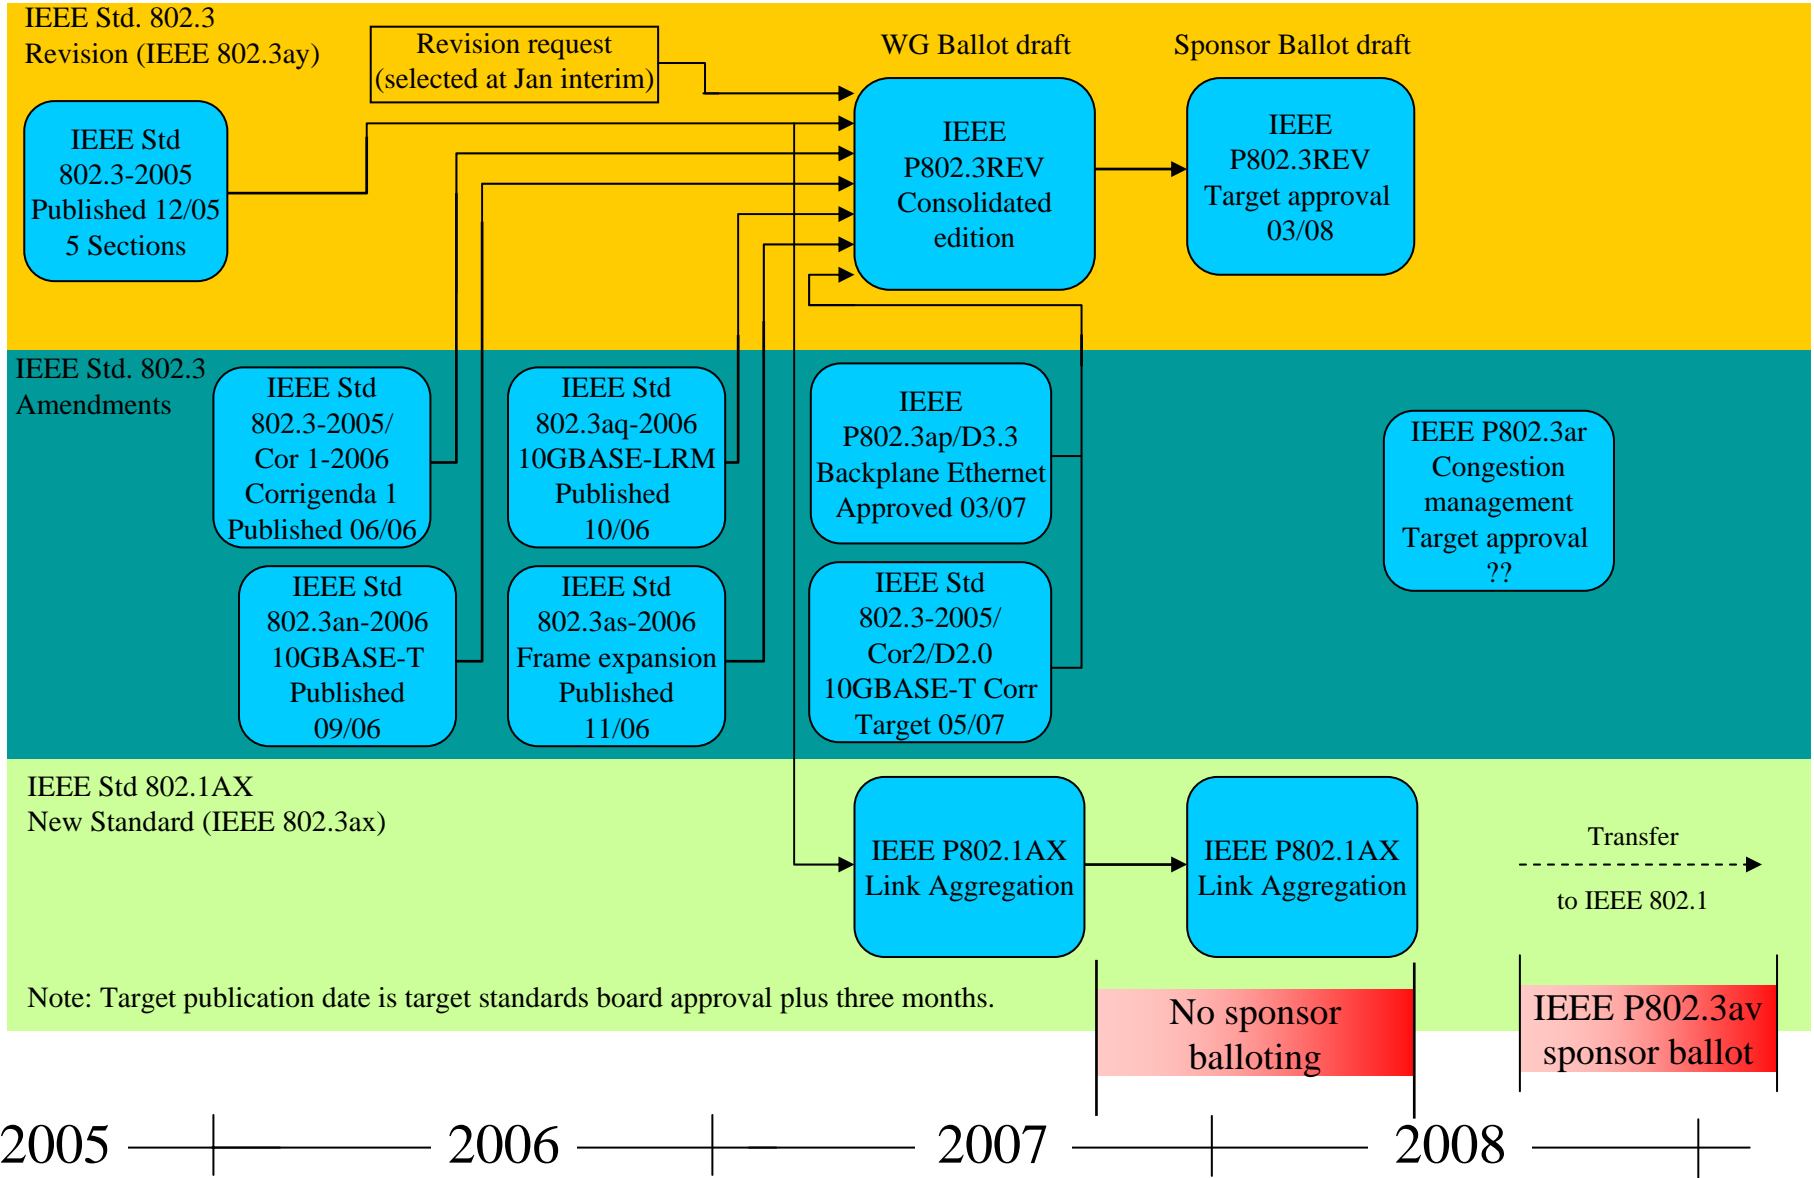 IEEE Std. 802.3
Revision (IEEE 802.3ay)
Revision request
(selected at Jan interim)
WG Ballot draft
Sponsor Ballot draft
IEEE Std
802.3-2005
Published 12/05
5 Sections
IEEE
P802.3REV
Consolidated
edition
IEEE
P802.3REV
Target approval
03/08
IEEE Std. 802.3
Amendments
IEEE Std
802.3-2005/
Cor 1-2006
Corrigenda 1
Published 06/06
IEEE Std
802.3aq-2006
10GBASE-LRM
Published
10/06
IEEE
P802.3ap/D3.3
Backplane Ethernet
Approved 03/07
IEEE P802.3ar
Congestion
management
Target approval
??
IEEE Std
802.3an-2006
10GBASE-T
Published
09/06
IEEE Std
802.3as-2006
Frame expansion
Published
11/06
IEEE Std
802.3-2005/
Cor2/D2.0
10GBASE-T Corr
Target 05/07
IEEE Std 802.1AX
New Standard (IEEE 802.3ax)
IEEE P802.1AX
Link Aggregation
IEEE P802.1AX
Link Aggregation
Transfer
to IEEE 802.1
Note: Target publication date is target standards board approval plus three months.
No sponsor
balloting
IEEE P802.3av
sponsor ballot
2005
2006
2007
2008